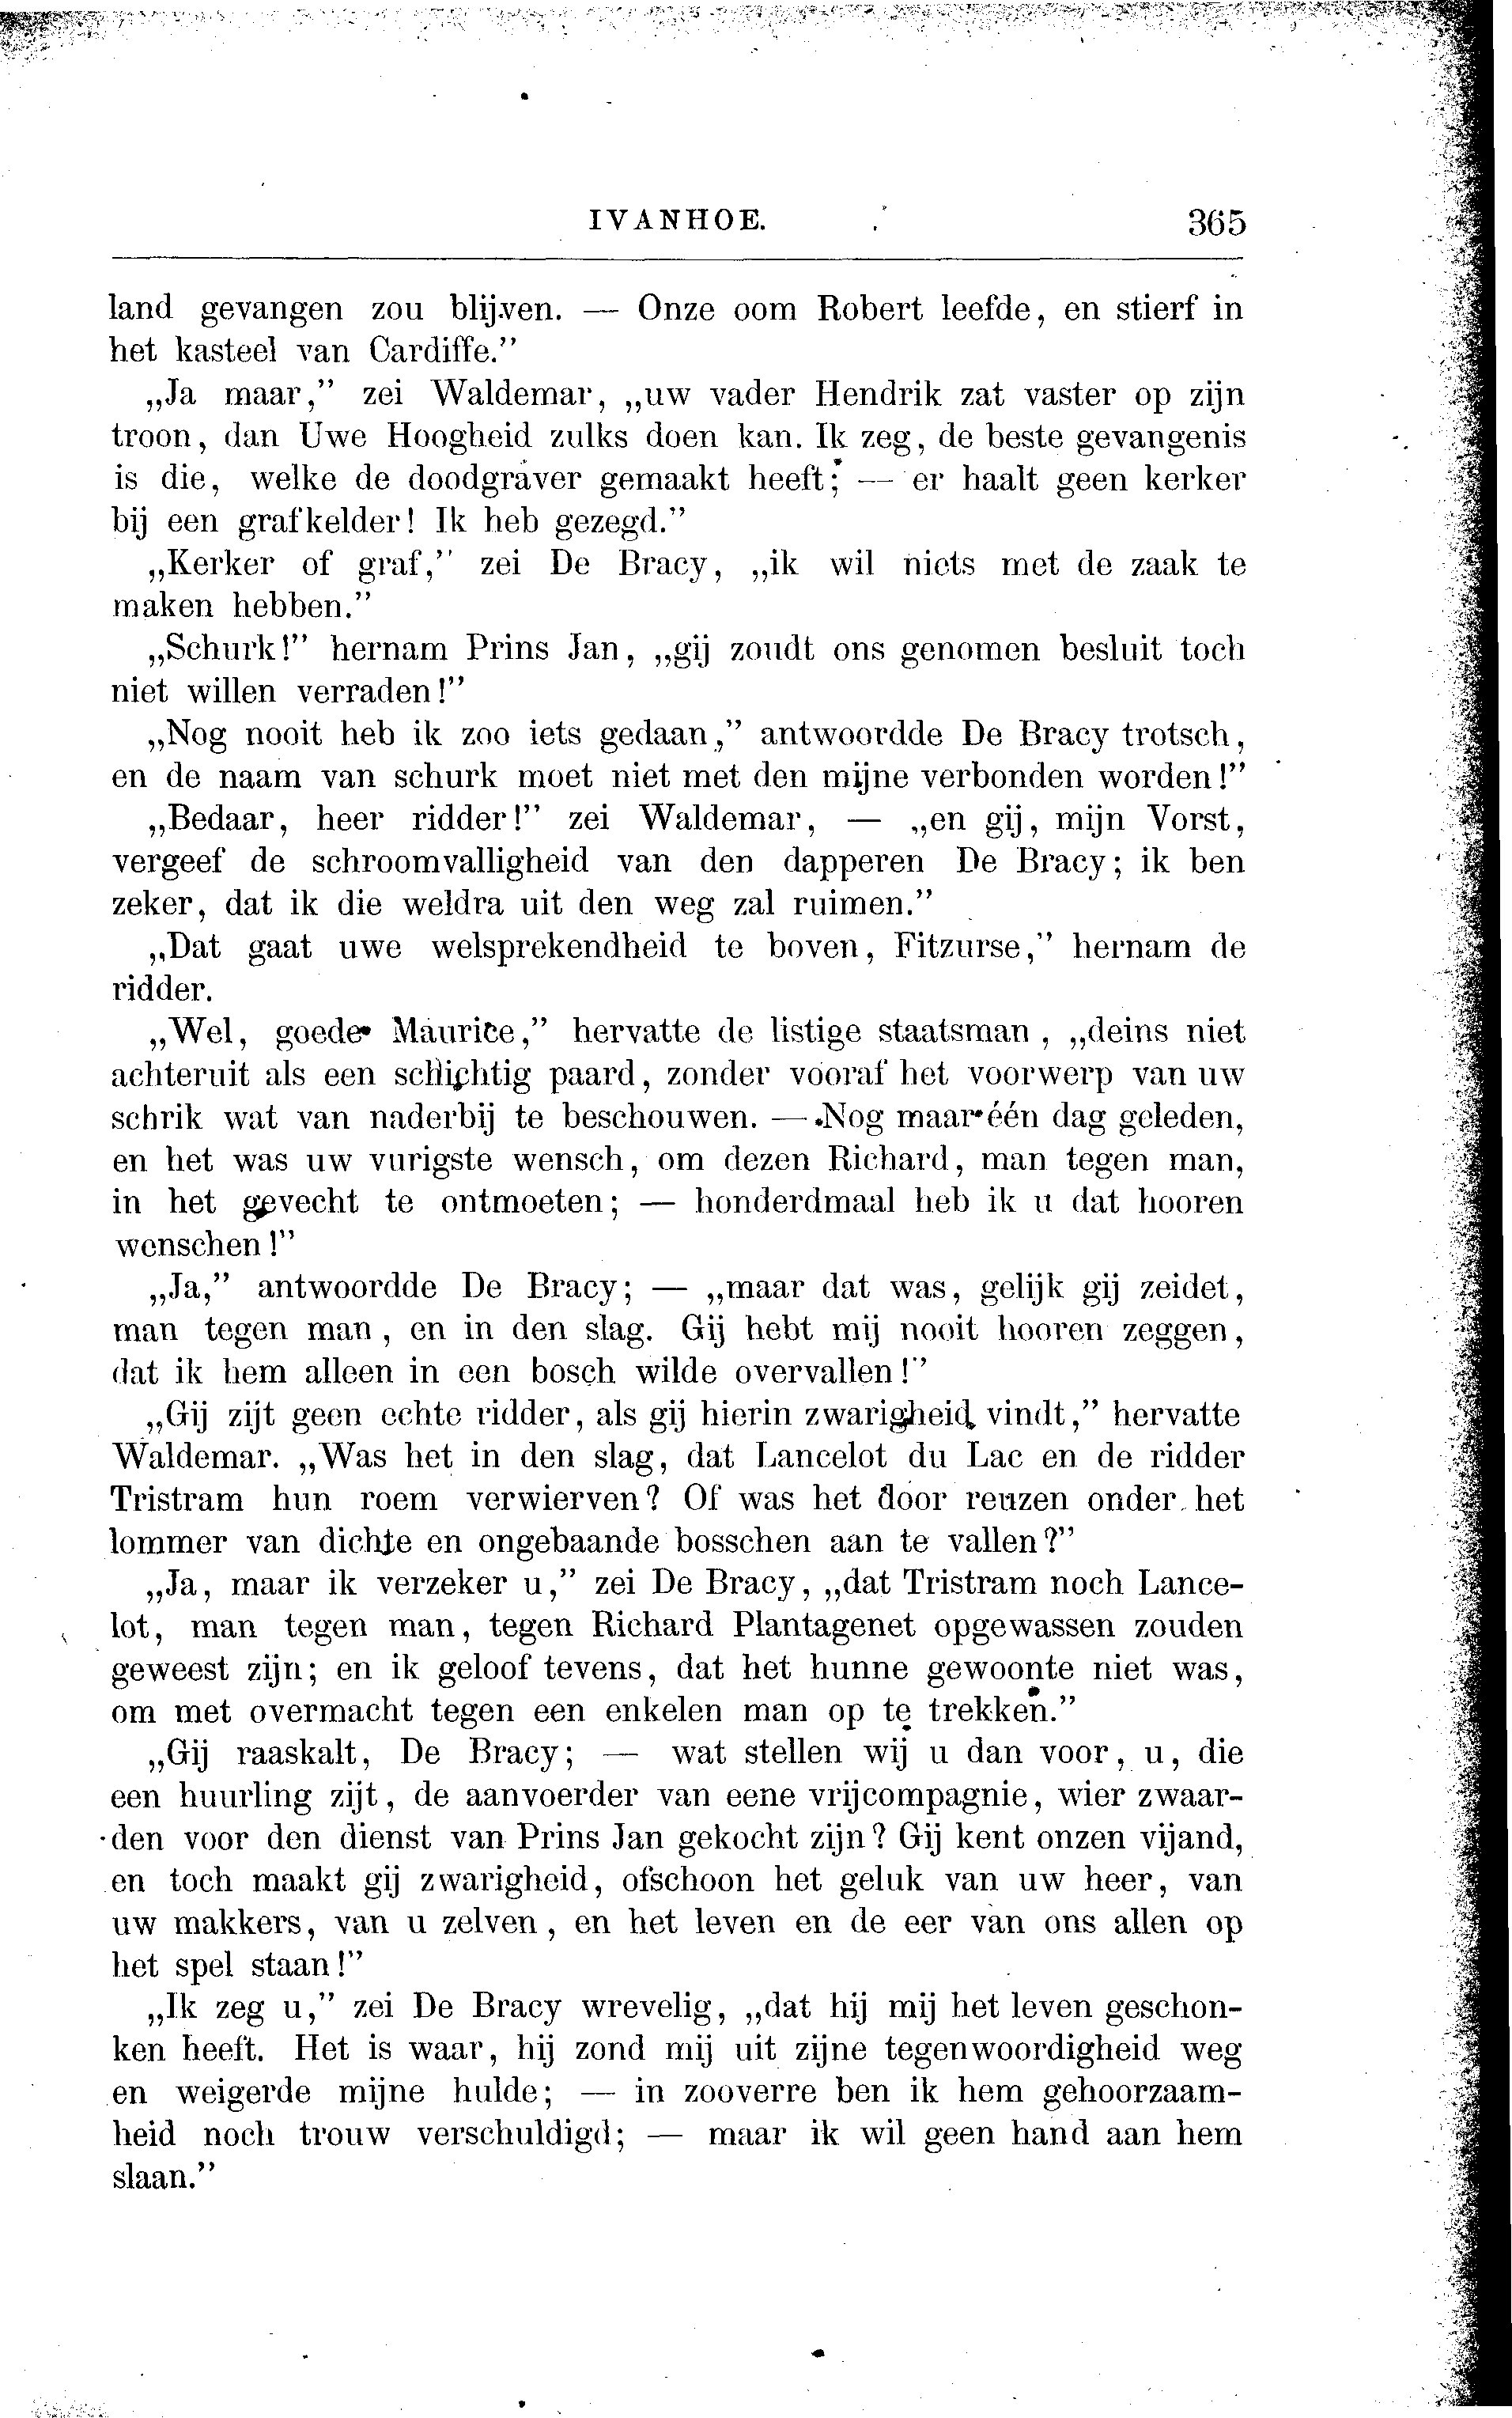 IVANHOE. 365
land gevangen zou blijven. — Onze oom Robert leefde, en stierf in
het kasteel van Cardiffe.”
„Ja maar,” zei Waldemar, „uw vader Hendrik zat vaster op zijn
troon, dan Uwe Hoogheid zulks doen kan. Ik zeg, de beste gevangenis
is die, welke de doodgraver gemaakt heeft; — er haalt geen kerker
bij een grafkelder! Ik heb gezegd.”
„Kerker of graf,” zei De Bracy, „ik wil niets met de zaak te
maken hebben.”
„Schurk!” hernam Prins Jan, „gij zoudt ons genomen besluit toch
niet willen verraden!”
„Nog nooit heb ik zoo iets gedaan,” antwoordde De Bracy trotsch,
en de naam van schurk moet niet met den mijne verbonden worden!”
„Bedaar, heer ridder!” zei Waldemar, — „en gij, mijn Vorst,
vergeef de schroomvalligheid van den dapperen De Bracy; ik ben
zeker, dat ik die weldra uit den weg zal ruimen.”
„Dat gaat uwe welsprekendheid te boven, Fitzurse,” hernam de
ridder.
„Wel, goede Maurice,” hervatte de listige staatsman, „deins niet
achteruit als een schichtig paard, zonder vooraf het voorwerp van uw
schrik wat van naderbij te beschouwen. — Nog maar één dag geleden,
en het was uw vurigste wensch, om dezen Richard, man tegen man,
in het gevecht te ontmoeten; — honderdmaal heb ik u dat hooren
wenschen!”
„Ja,” antwoordde De Bracy; — „maar dat was, gelijk gij zeidet,
man tegen man, en in den slag. Gij hebt mij nooit hooren zeggen,
dat ik hem alleen in een bosch wilde overvallen!”
„Gij zijt geen echte ridder, als gij hierin zwarigheid vindt,” hervatte
Waldemar. „Was het in den slag, dat Lancelot du Lac en de ridder
Tristram hun roem verwierven? Of was het door reuzen onder het
lommer van dichte en ongebaande bosschen aan te vallen?”
„Ja, maar ik verzeker u,” zei De Bracy, „dat Tristram noch Lance-
lot, man tegen man, tegen Richard Plantagenet opgewassen zouden
geweest zijn; en ik geloof tevens, dat het hunne gewoonte niet was,
om met overmacht tegen een enkelen man op te trekken.”
„Gij raaskalt, De Bracy; — wat stellen wij u dan voor, u, die
een huurling zijt, de aanvoerder van eene vrijcompagnie, wier zwaar-
den voor den dienst van Prins Jan gekocht zijn? Gij kent onzen vijand,
en toch maakt gij zwarigheid, ofschoon het geluk van uw heer, van
uw makkers, van u zelven, en het leven en de eer van ons allen op
het spel staan!”
„Ik zeg u,” zei De Bracy wrevelig, „dat hij mij het leven geschon-
ken heeft. Het is waar, hij zond mij uit zijne tegenwoordigheid weg
en weigerde mijne hulde; — in zooverre ben ik hem gehoorzaam-
heid noch trouw verschuldigd; — maar ik wil geen hand aan hem
slaan.”